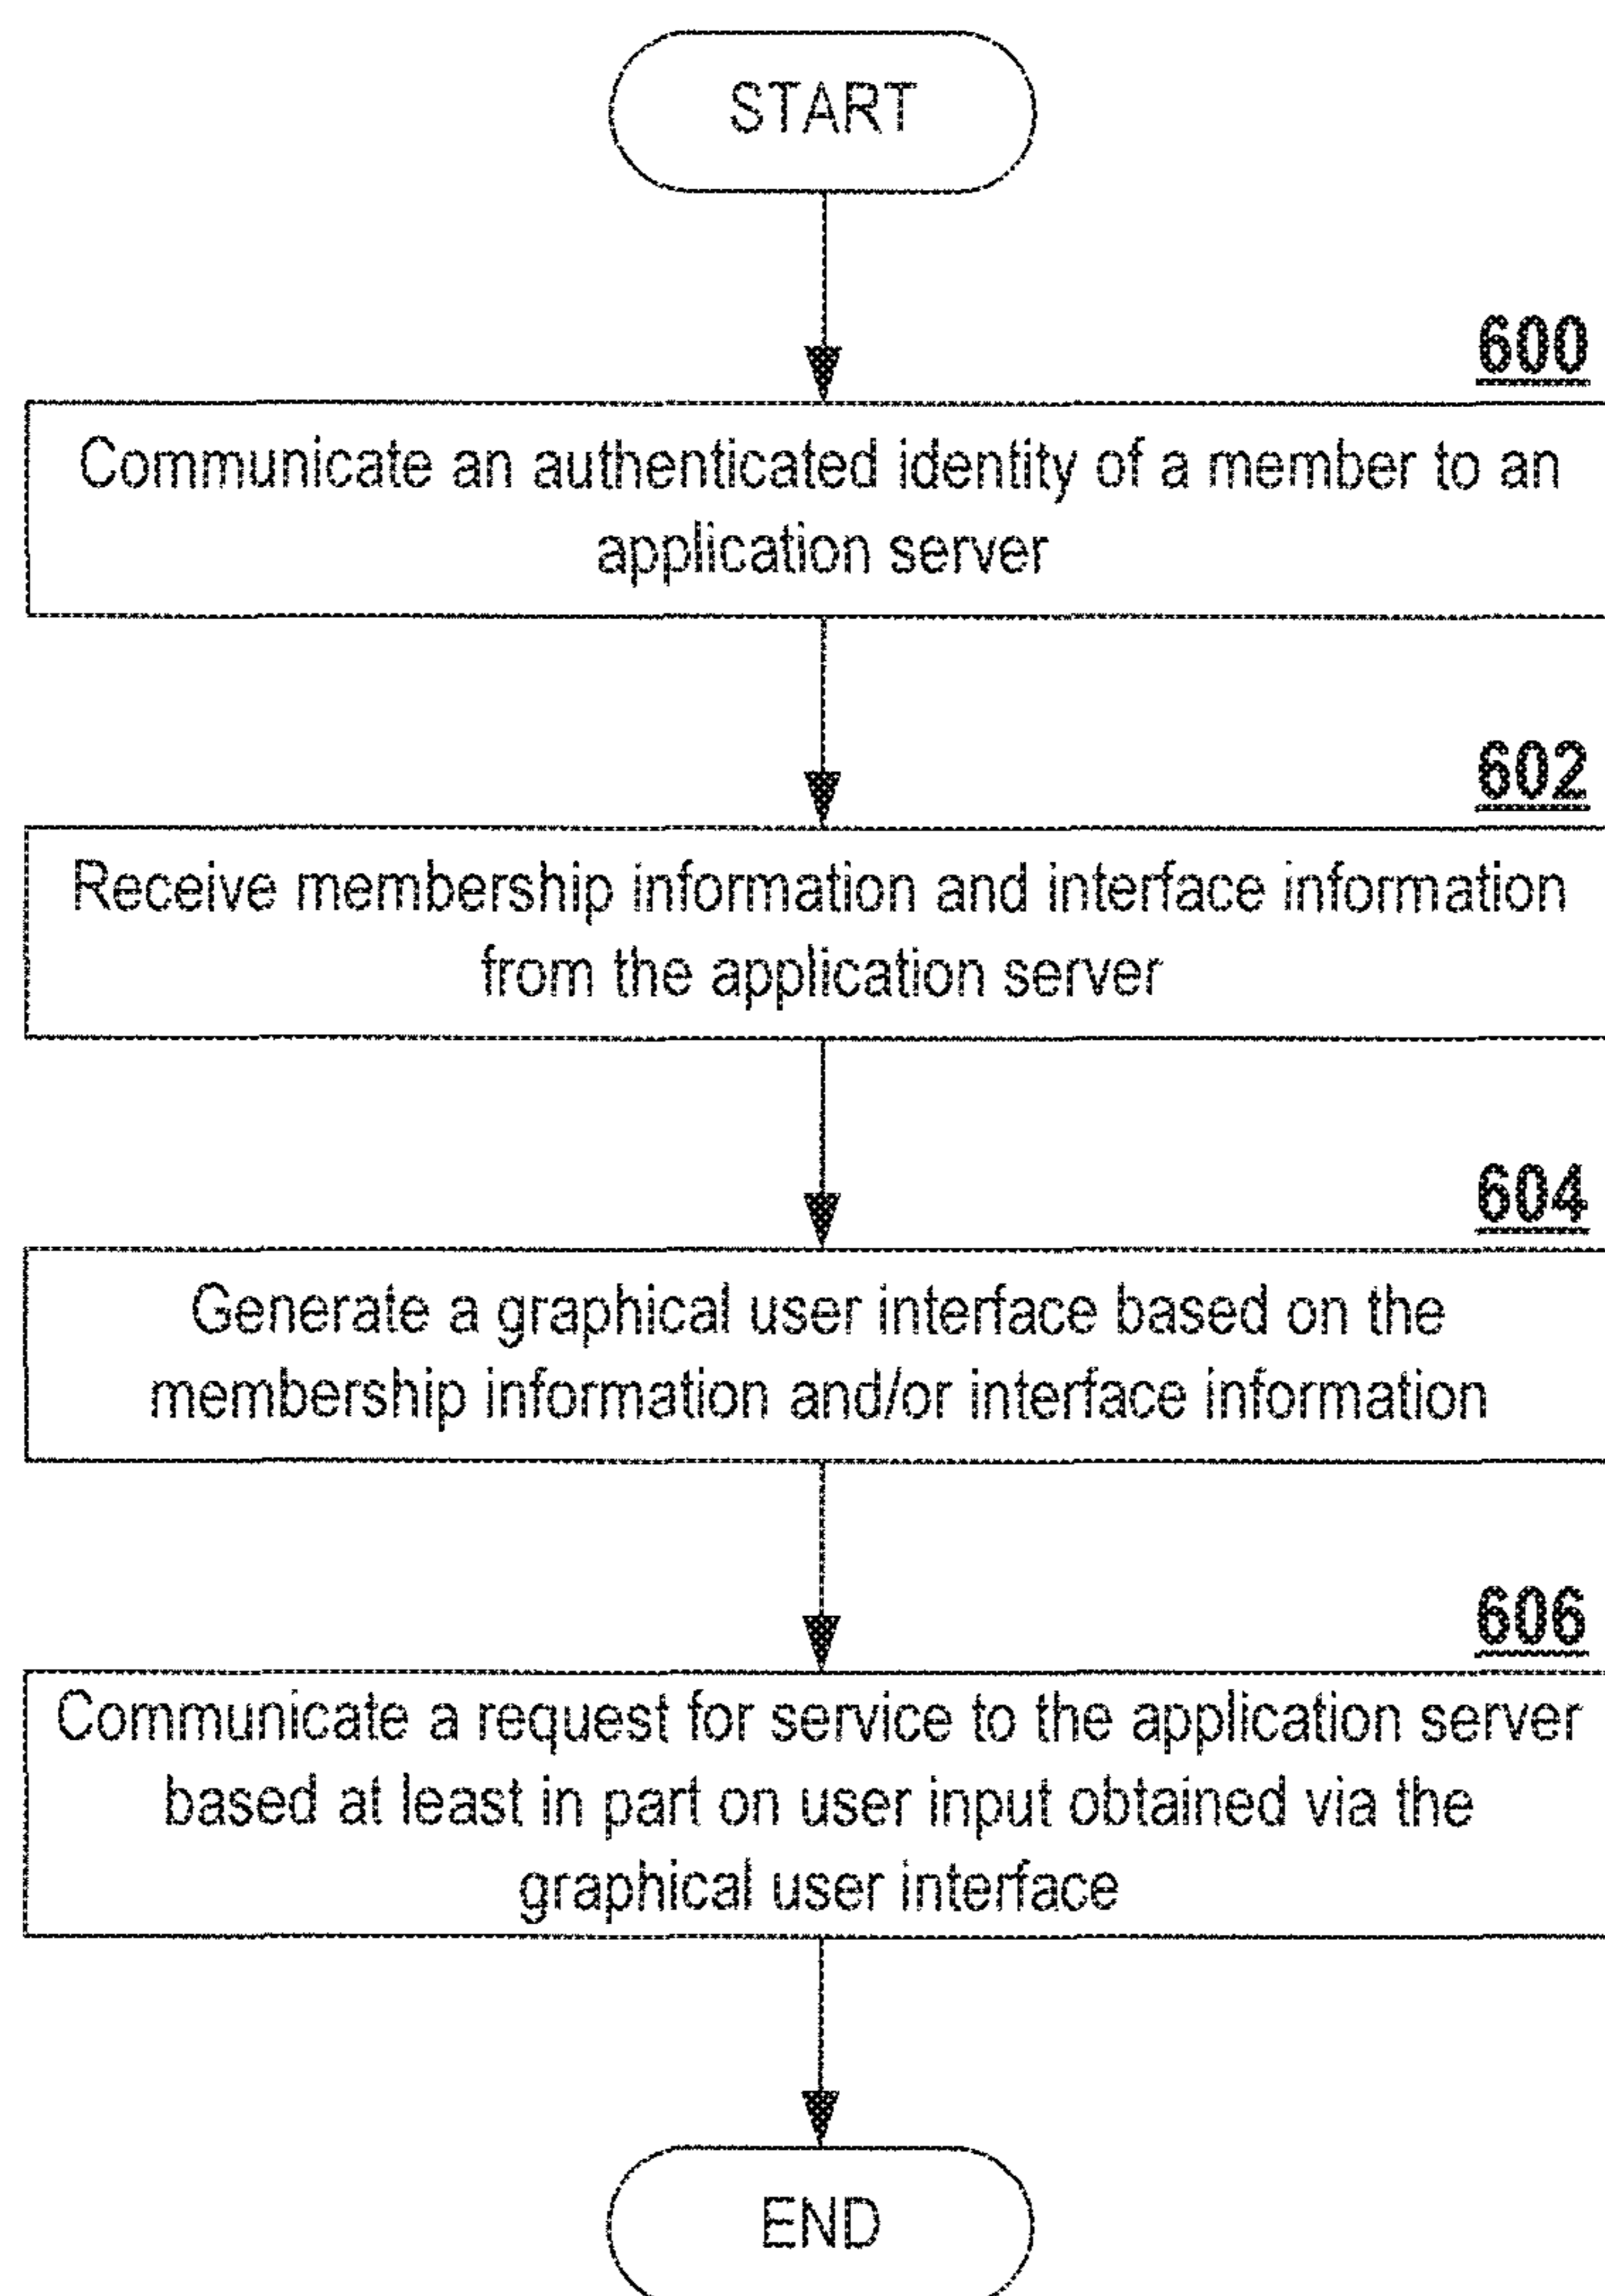 START
600
Communicate an authenticated identity of a member to an
application server
602
Receive membership information and interface information
from the application server
604
Generate a graphical user interface based on the
membership information and/or interface information
606
Communicate a request for service to the application server
based at least in part on user input obtained via the
graphical user interface
END